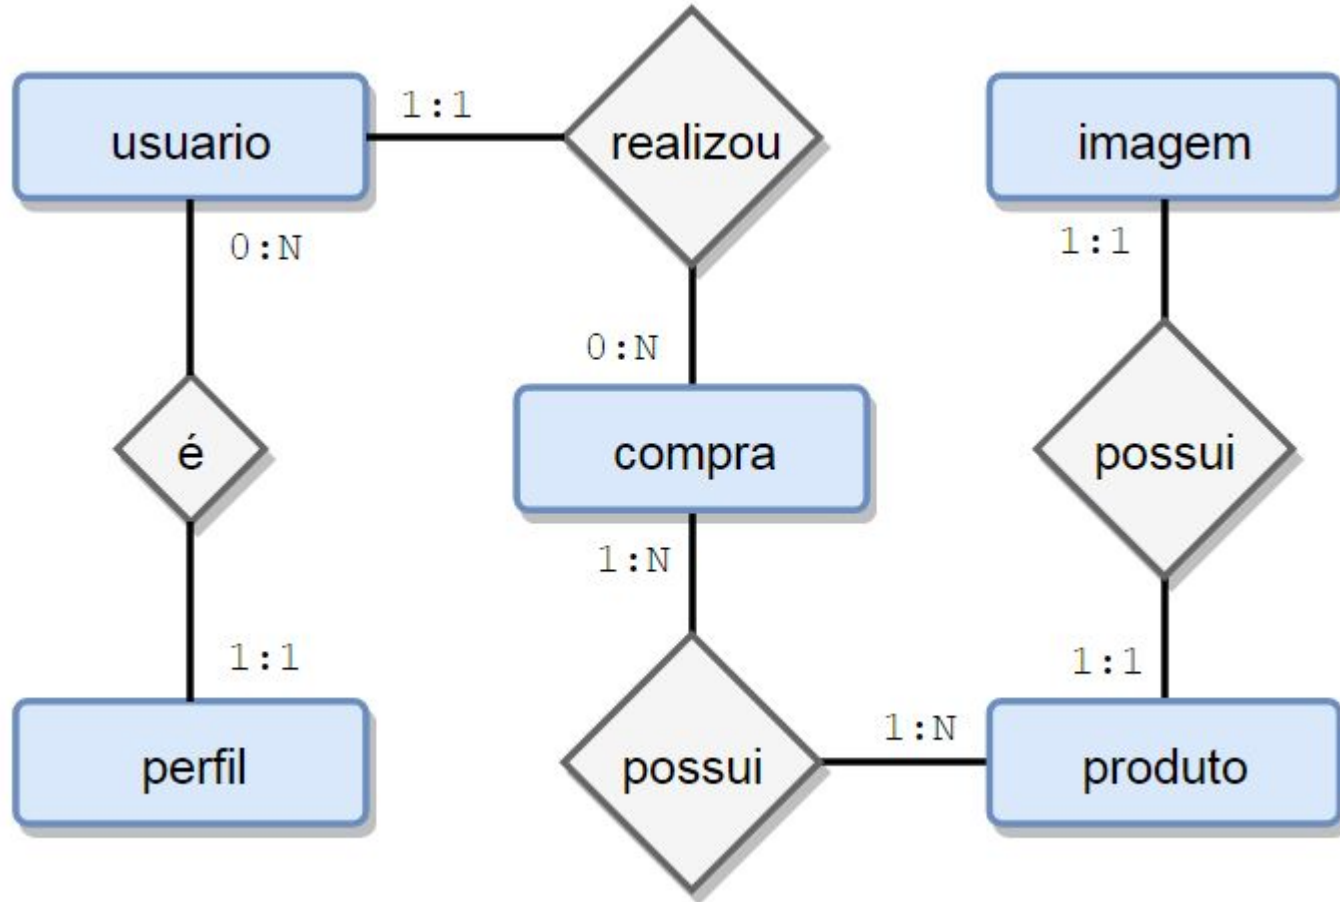 1:1
realizou
usuario
imagem
0:N
1:1
0:N
compra
é
possui
1:N
1:1
1:1
1:N
perfil
possui
produto